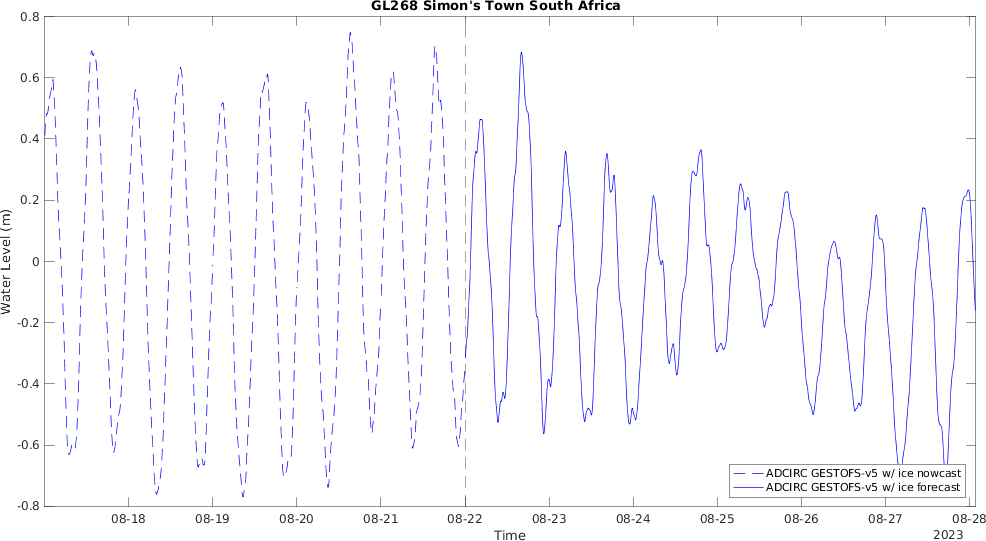 GL268 Simon's Town South Africa
Water Level (m)
0.8
0.6
0.4
0.2
0
-0.2
-0.4
-0.6
-0.8
ADCIRC GESTOFS-v5 w/ ice nowcast
ADCIRC GESTOFS-v5 w/ ice forecast
08-18 08-19 08-20 08-21 08-22 08-23 08-24 08-25 08-26 08-27 08-28
Time
2023